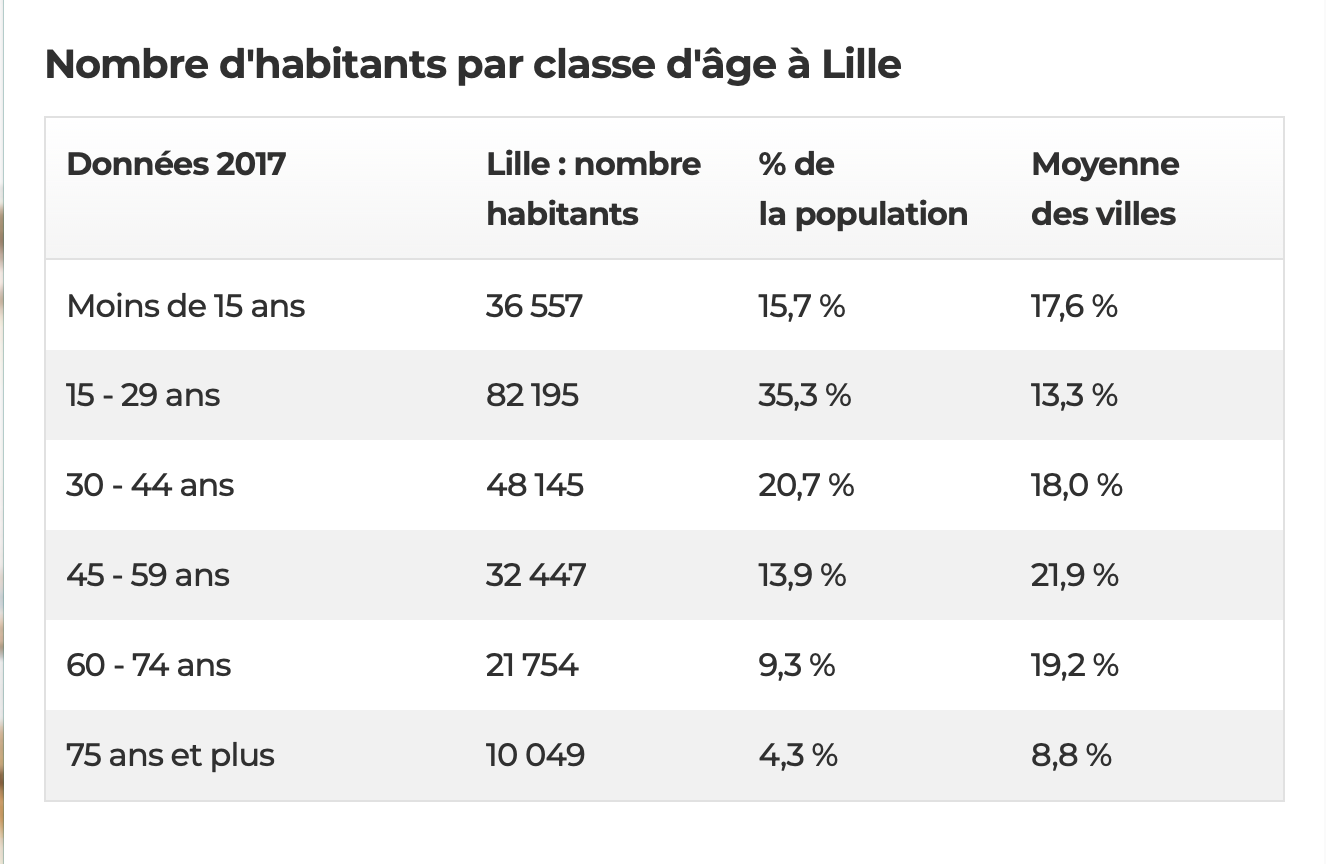 Nombre d'habitants par classe d'âge à Lille
Données 2017 Lille : nombre habitants % de la population Moyenne des villes
Moins de 15 ans 36 557 15,7 % 17,6 %
15 - 29 ans 82 195 35,3 % 13,3 %
30 - 44 ans 48 145 20,7 % 18,0 %
45 - 59 ans 32 447 13,9 % 21,9 %
60 - 74 ans 21 754 9,3 % 19,2 %
75 ans et plus 10 049 4,3 % 8,8 %